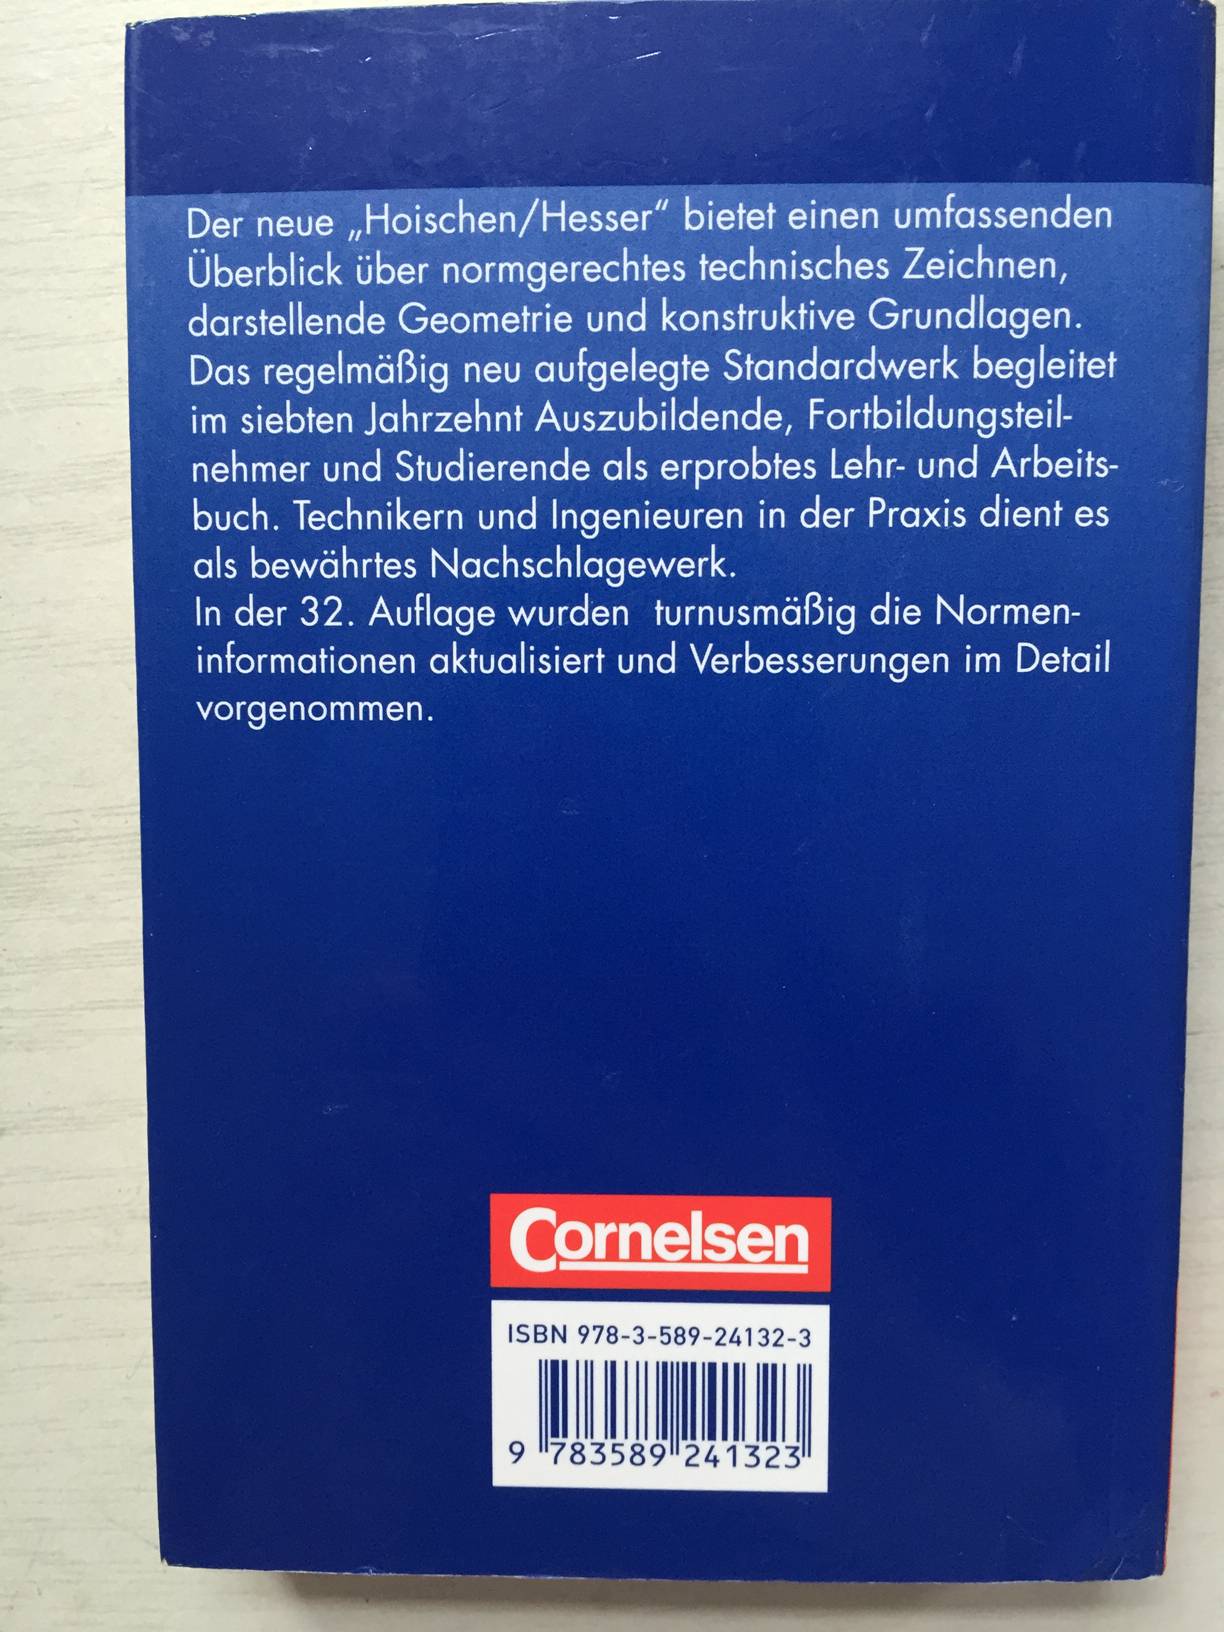 Der neue „Hoischen/Hesser“ bietet einen umfassenden
Überblick über normgerechtes technisches Zeichnen,
darstellende Geometrie und konstruktive Grundlagen.
Das regelmäßig neu aufgelegte Standardwerk begleitet
im siebten Jahrzehnt Auszubildende, Fortbildungsteil-
nehmer und Studierende als erprobtes Lehr- und Arbeits-
buch. Technikern und Ingenieuren in der Praxis dient es
als bewährtes Nachschlagewerk.
In der 32. Auflage wurden turnusmäßig die Normen-
informationen aktualisiert und Verbesserungen im Detail
vorgenommen.
Cornelsen
ISBN 978-3-589-24132-3
9 783589 241323